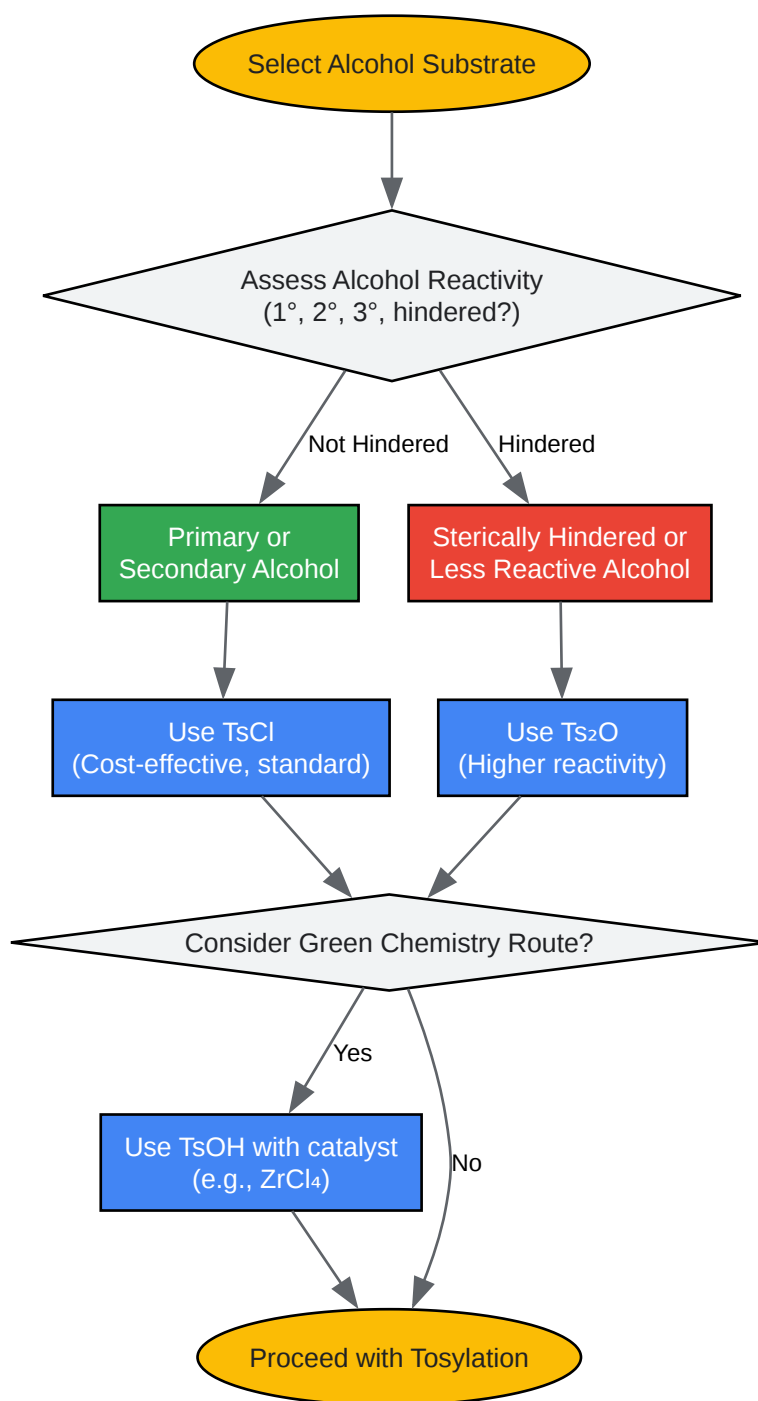 Select Alcohol Substrate
Assess Alcohol Reactivity
(1°, 2°, 3°, hindered?)
Not Hindered
Hindered
Primary or
Secondary Alcohol
Sterically Hindered or
Less Reactive Alcohol
Use TsCl
(Cost-effective, standard)
Use Ts₂O
(Higher reactivity)
Consider Green Chemistry Route?
Yes
Use TsOH with catalyst
(e.g., ZrCl₄)
No
Proceed with Tosylation